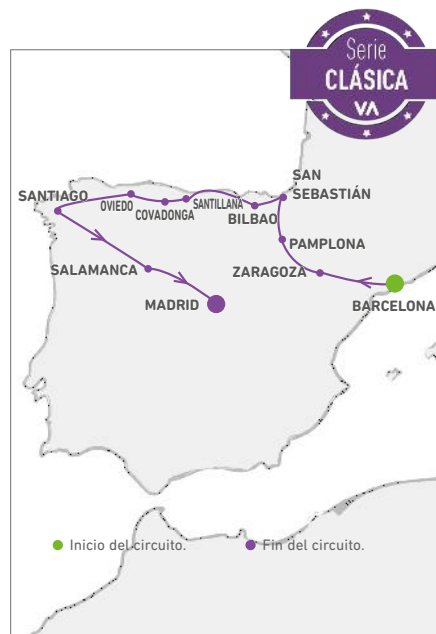 Serie
CLÁSICA
VA
SAN
SEBASTIÁN
SANTIAGO
OVIEDO
COVADONGA
SANTILLANA
BILBAO
PAMPLONA
SALAMANCA
ZARAGOZA
MADRID
BARCELONA
Inicio del circuito.
Fin del circuito.